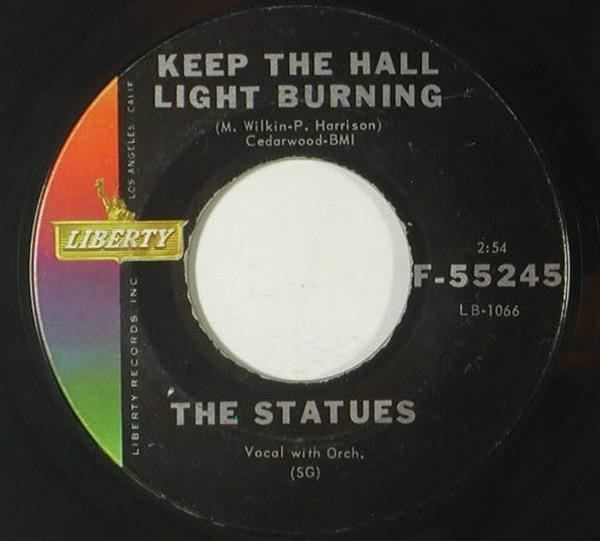 KEEP THE HALL
LIGHT BURNING
(M. Wilkin-P. Harrison)
Cedarwood-BMI
LIBERTY
2:54
F-55245
LB-1066
THE STATUES
Vocal with Orch.
(SG)
LIBERTY RECORDS, INC. LOS ANGELES, CALIF.